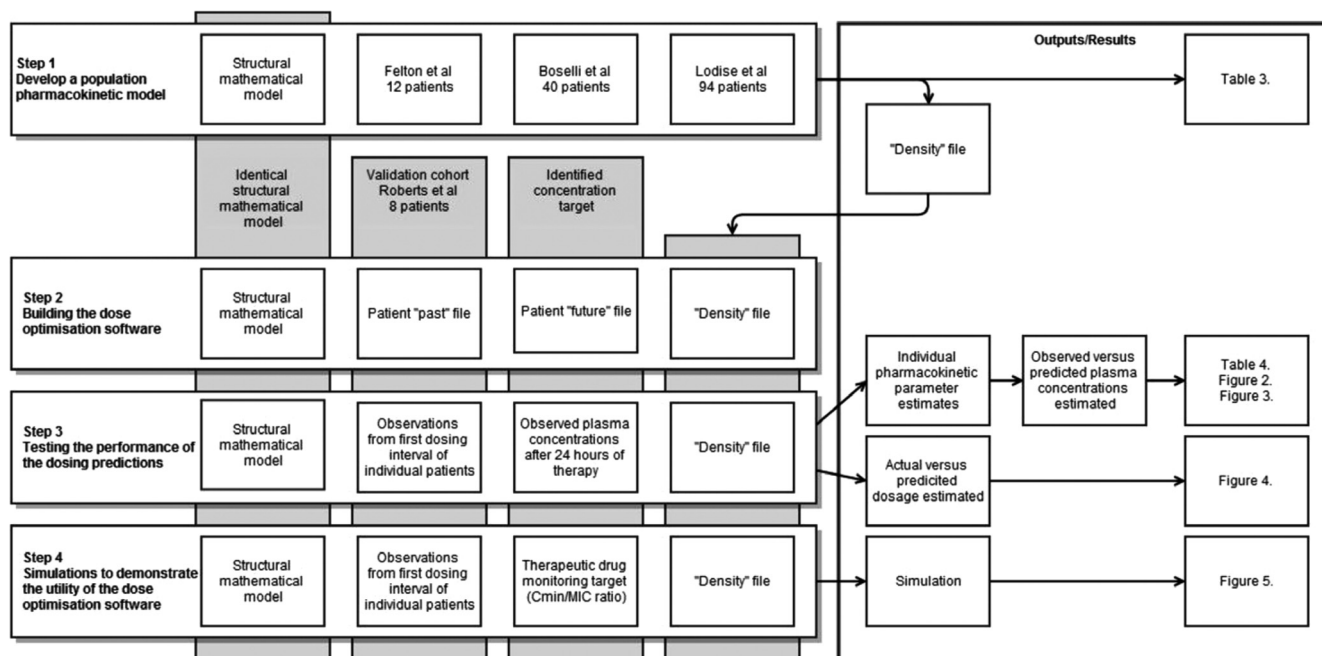 Outputs/Results
Step 1
Develop a population
pharmacokinetic model
Structural
mathematical
model
Felton et al
12 patients
Boselli et al
40 patients
Lodise et al
94 patients
Table 3.
"Density" file
Identical
structural
mathematical
model
Validation cohort
Roberts et al
8 patients
Identified
concentration
target
Step 2
Building the dose
optimisation software
Structural
mathematical
model
Patient "past" file
Patient "future" file
"Density" file
Step 3
Testing the performance of
the dosing predictions
Structural
mathematical
model
Observations
from first dosing
interval of
individual patients
Observed plasma
concentrations
after 24 hours of
therapy
"Density" file
Individual
pharmacokinetic
parameter
estimates
Observed versus
predicted plasma
concentrations
estimated
Table 4.
Figure 2.
Figure 3.
Actual versus
predicited
dosage estimated
Figure 4.
Step 4
Simulations to demonstrate
the utility of the dose
optimisation software
Structural
mathematical
model
Observations
from first dosing
interval of
individual patients
Therapeutic drug
monitoring target
(Cmin/MIC ratio)
"Density" file
Simulation
Figure 5.